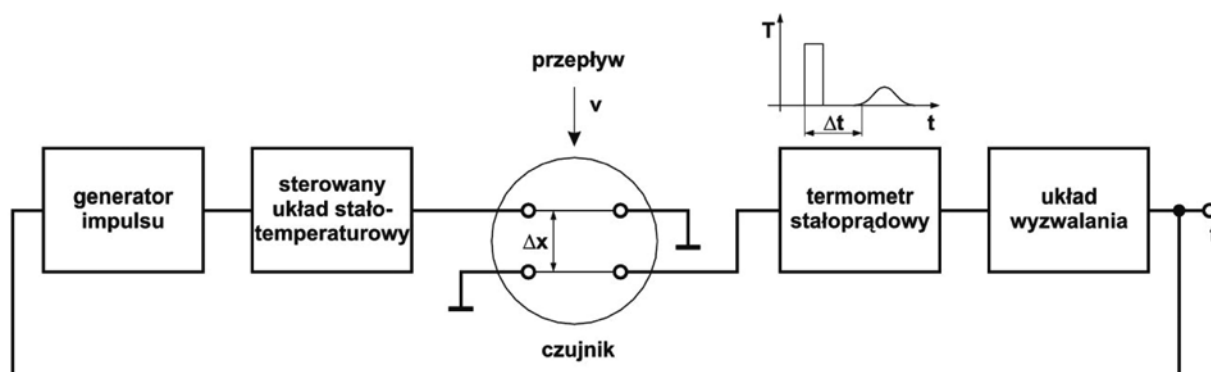 przepływ
v
T
Δt
t
generator
impulsu
sterowany
układ stało-
temperaturowy
Δx
termometr
stałoprądowy
układ
wyzwalania
czujnik